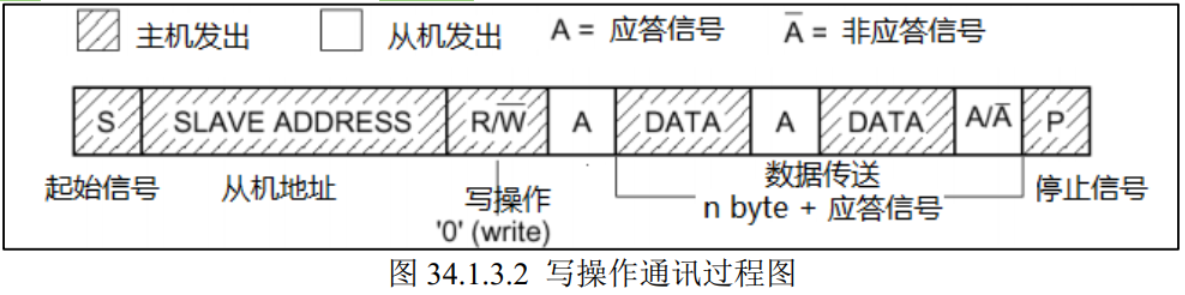 主机发出 从机发出 A = 应答信号 A̅ = 非应答信号
S SLAVE ADDRESS R/W̅ A DATA A DATA A/A̅ P
起始信号 从机地址 写操作 数据传送 停止信号
'0' (write) n byte + 应答信号
图 34.1.3.2 写操作通讯过程图